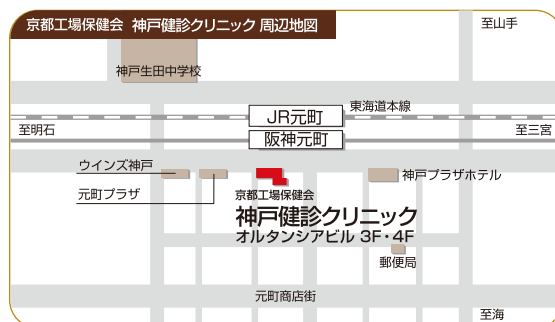 京都工場保健会 神戸健診クリニック 周辺地図
至山手
神戸生田中学校
東海道本線
JR元町
至明石
至三宮
阪神元町
ウインズ神戸
神戸プラザホテル
元町プラザ
京都工場保健会
神戸健診クリニック
オルタンシアビル 3F・4F
郵便局
元町商店街
至海